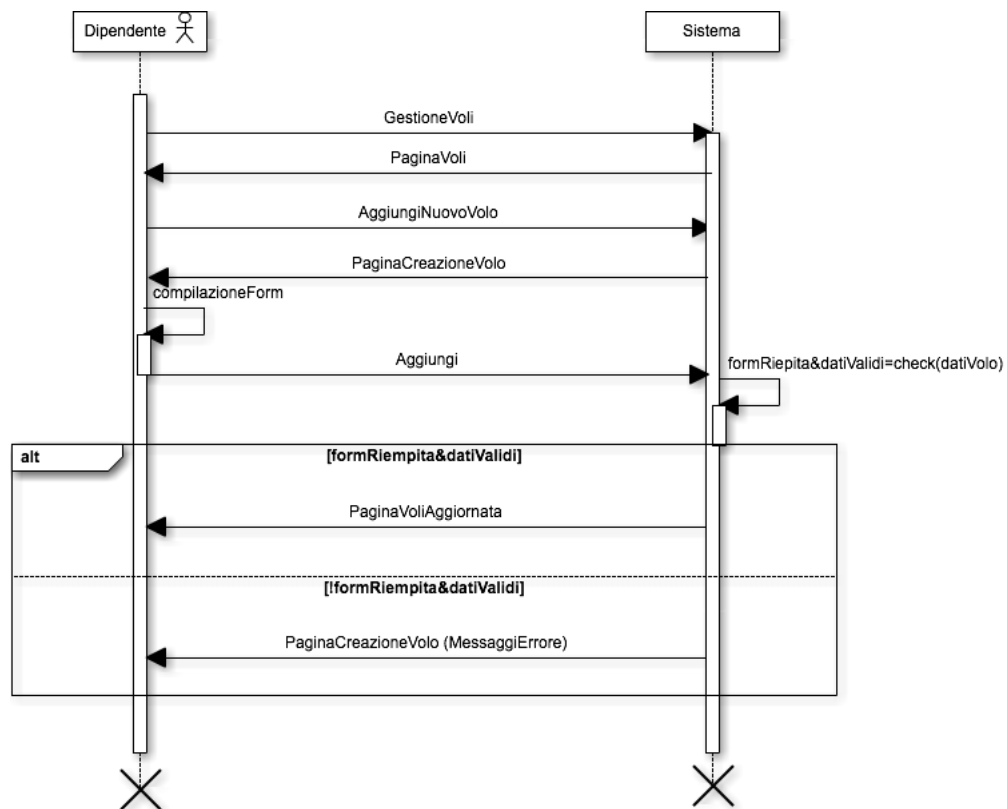 Dipendente
Sistema
GestioneVoli
PaginaVoli
AggiungiNuovoVolo
PaginaCreazioneVolo
compilazioneForm
Aggiungi
formRiepita&datiValidi=check(datiVolo)
alt
[formRiempita&datiValidi]
PaginaVoliAggiornata
[!formRiempita&datiValidi]
PaginaCreazioneVolo (MessaggiErrore)